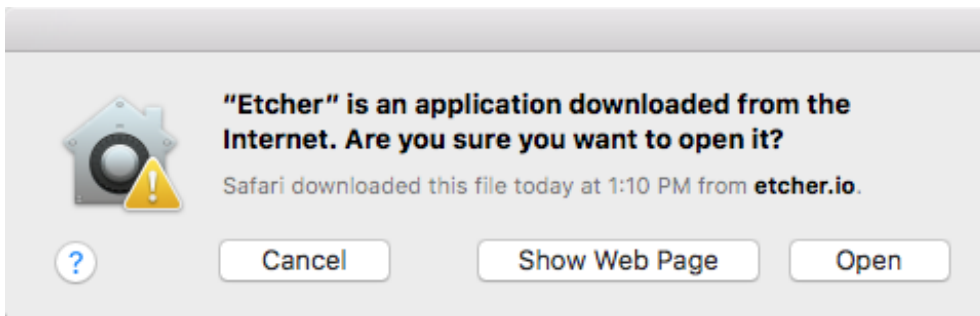 “Etcher” is an application downloaded from the
Internet. Are you sure you want to open it?
Safari downloaded this file today at 1:10 PM from etcher.io.
? Cancel Show Web Page Open